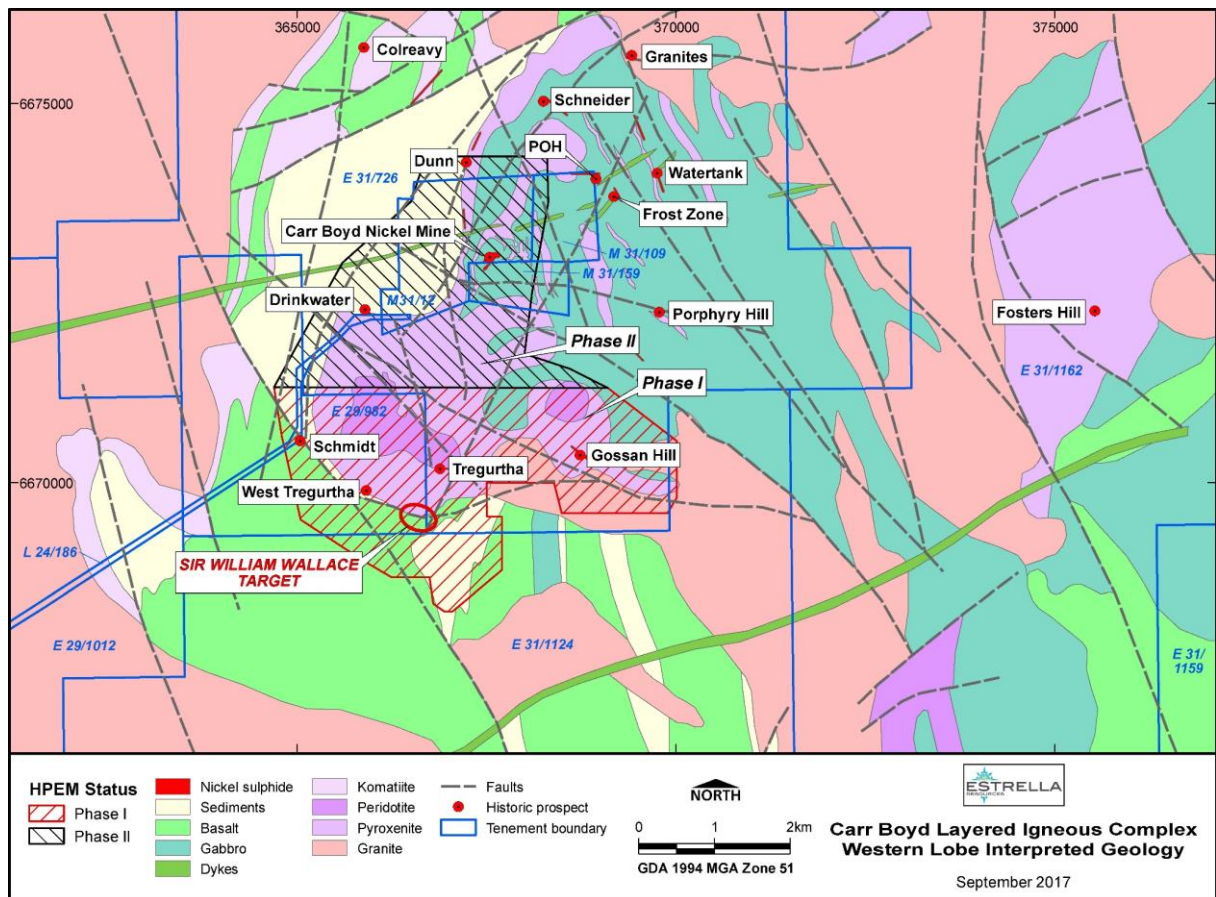 365000
370000
375000
6675000
6670000
Colreavy
Granites
Schneider
POH
Dunn
Watertank
E 31/726
Frost Zone
Carr Boyd Nickel Mine
M 31/109
M 31/159
M31/12
Drinkwater
Porphyry Hill
Fosters Hill
Phase II
Phase I
E 31/1162
E 29/982
Schmidt
Gossan Hill
Tregurtha
West Tregurtha
L 24/186
SIR WILLIAM WALLACE
TARGET
E 29/1012
E 31/1124
E 31/
1159
HPEM Status
Phase I
Phase II
Nickel sulphide
Sediments
Basalt
Gabbro
Dykes
Komatiite
Peridotite
Pyroxenite
Granite
Faults
Historic prospect
Tenement boundary
NORTH
0 1 2km
GDA 1994 MGA Zone 51
ESTRELLA
RESOURCES
Carr Boyd Layered Igneous Complex
Western Lobe Interpreted Geology
September 2017